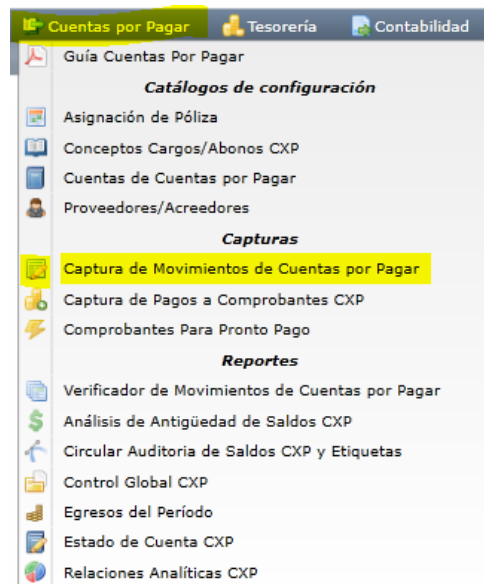 Cuentas por Pagar Tesorería Contabilidad
Guía Cuentas Por Pagar
Catálogos de configuración
Asignación de Póliza
Conceptos Cargos/Abonos CXP
Cuentas de Cuentas por Pagar
Proveedores/Acreedores
Capturas
Captura de Movimientos de Cuentas por Pagar
Captura de Pagos a Comprobantes CXP
Comprobantes Para Pronto Pago
Reportes
Verificador de Movimientos de Cuentas por Pagar
Análisis de Antigüedad de Saldos CXP
Circular Auditoria de Saldos CXP y Etiquetas
Control Global CXP
Egresos del Período
Estado de Cuenta CXP
Relaciones Analíticas CXP